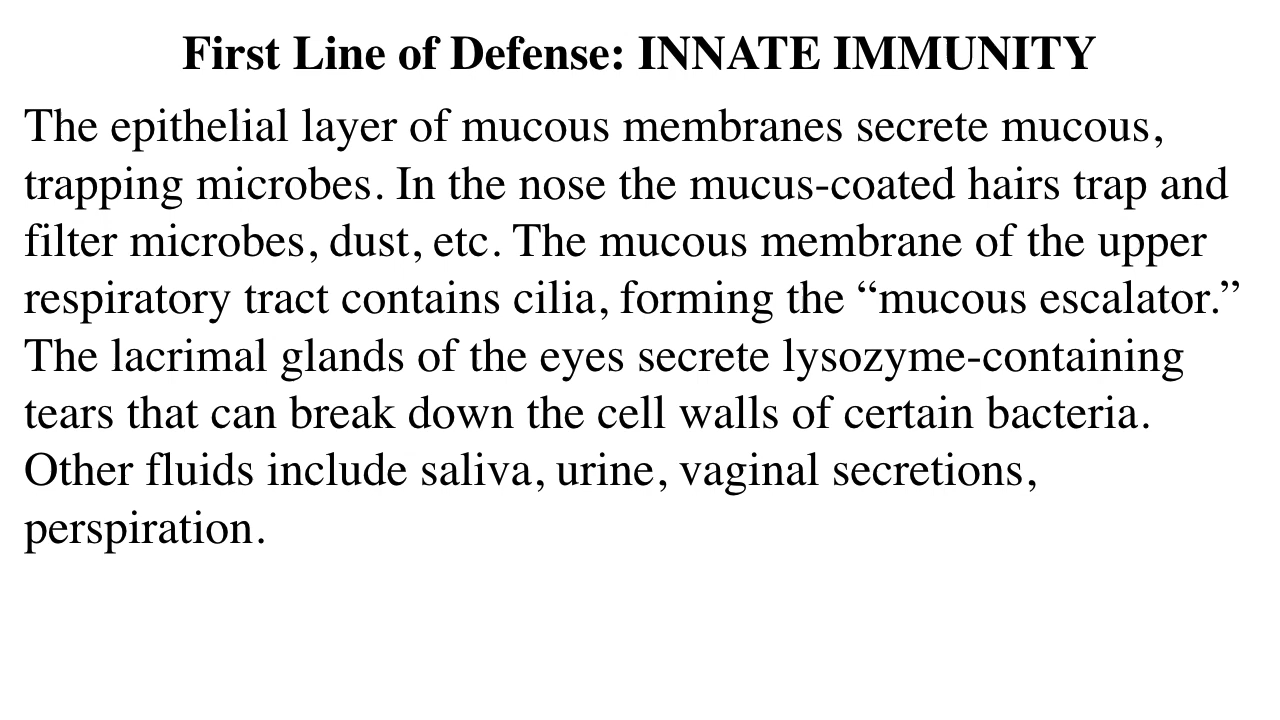 First Line of Defense: INNATE IMMUNITY
The epithelial layer of mucous membranes secrete mucous,
trapping microbes. In the nose the mucus-coated hairs trap and
filter microbes, dust, etc. The mucous membrane of the upper
respiratory tract contains cilia, forming the “mucous escalator.”
The lacrimal glands of the eyes secrete lysozyme-containing
tears that can break down the cell walls of certain bacteria.
Other fluids include saliva, urine, vaginal secretions,
perspiration.